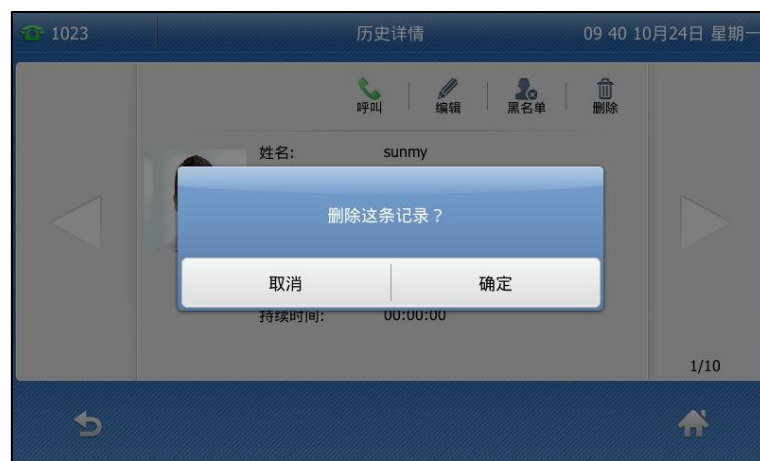 1023 历史详情 09 40 10月24日 星期一
呼叫 编辑 黑名单 删除
姓名: sunmy
删除这条记录？
取消 确定
持续时间: 00:00:00
1/10